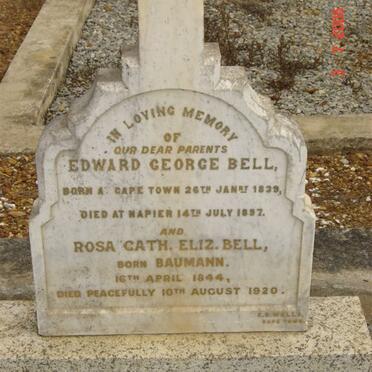 IN LOVING MEMORY
OF
OUR DEAR PARENTS
EDWARD GEORGE BELL,
BORN A CAPE TOWN 26TH JANRY 1839,
DIED AT NAPIER 14TH JULY 1897.
AND
ROSA CATH. ELIZ. BELL,
BORN BAUMANN.
16TH APRIL 1844,
DIED PEACEFULLY 10TH AUGUST 1920.
WELLS
CAPE TOWN